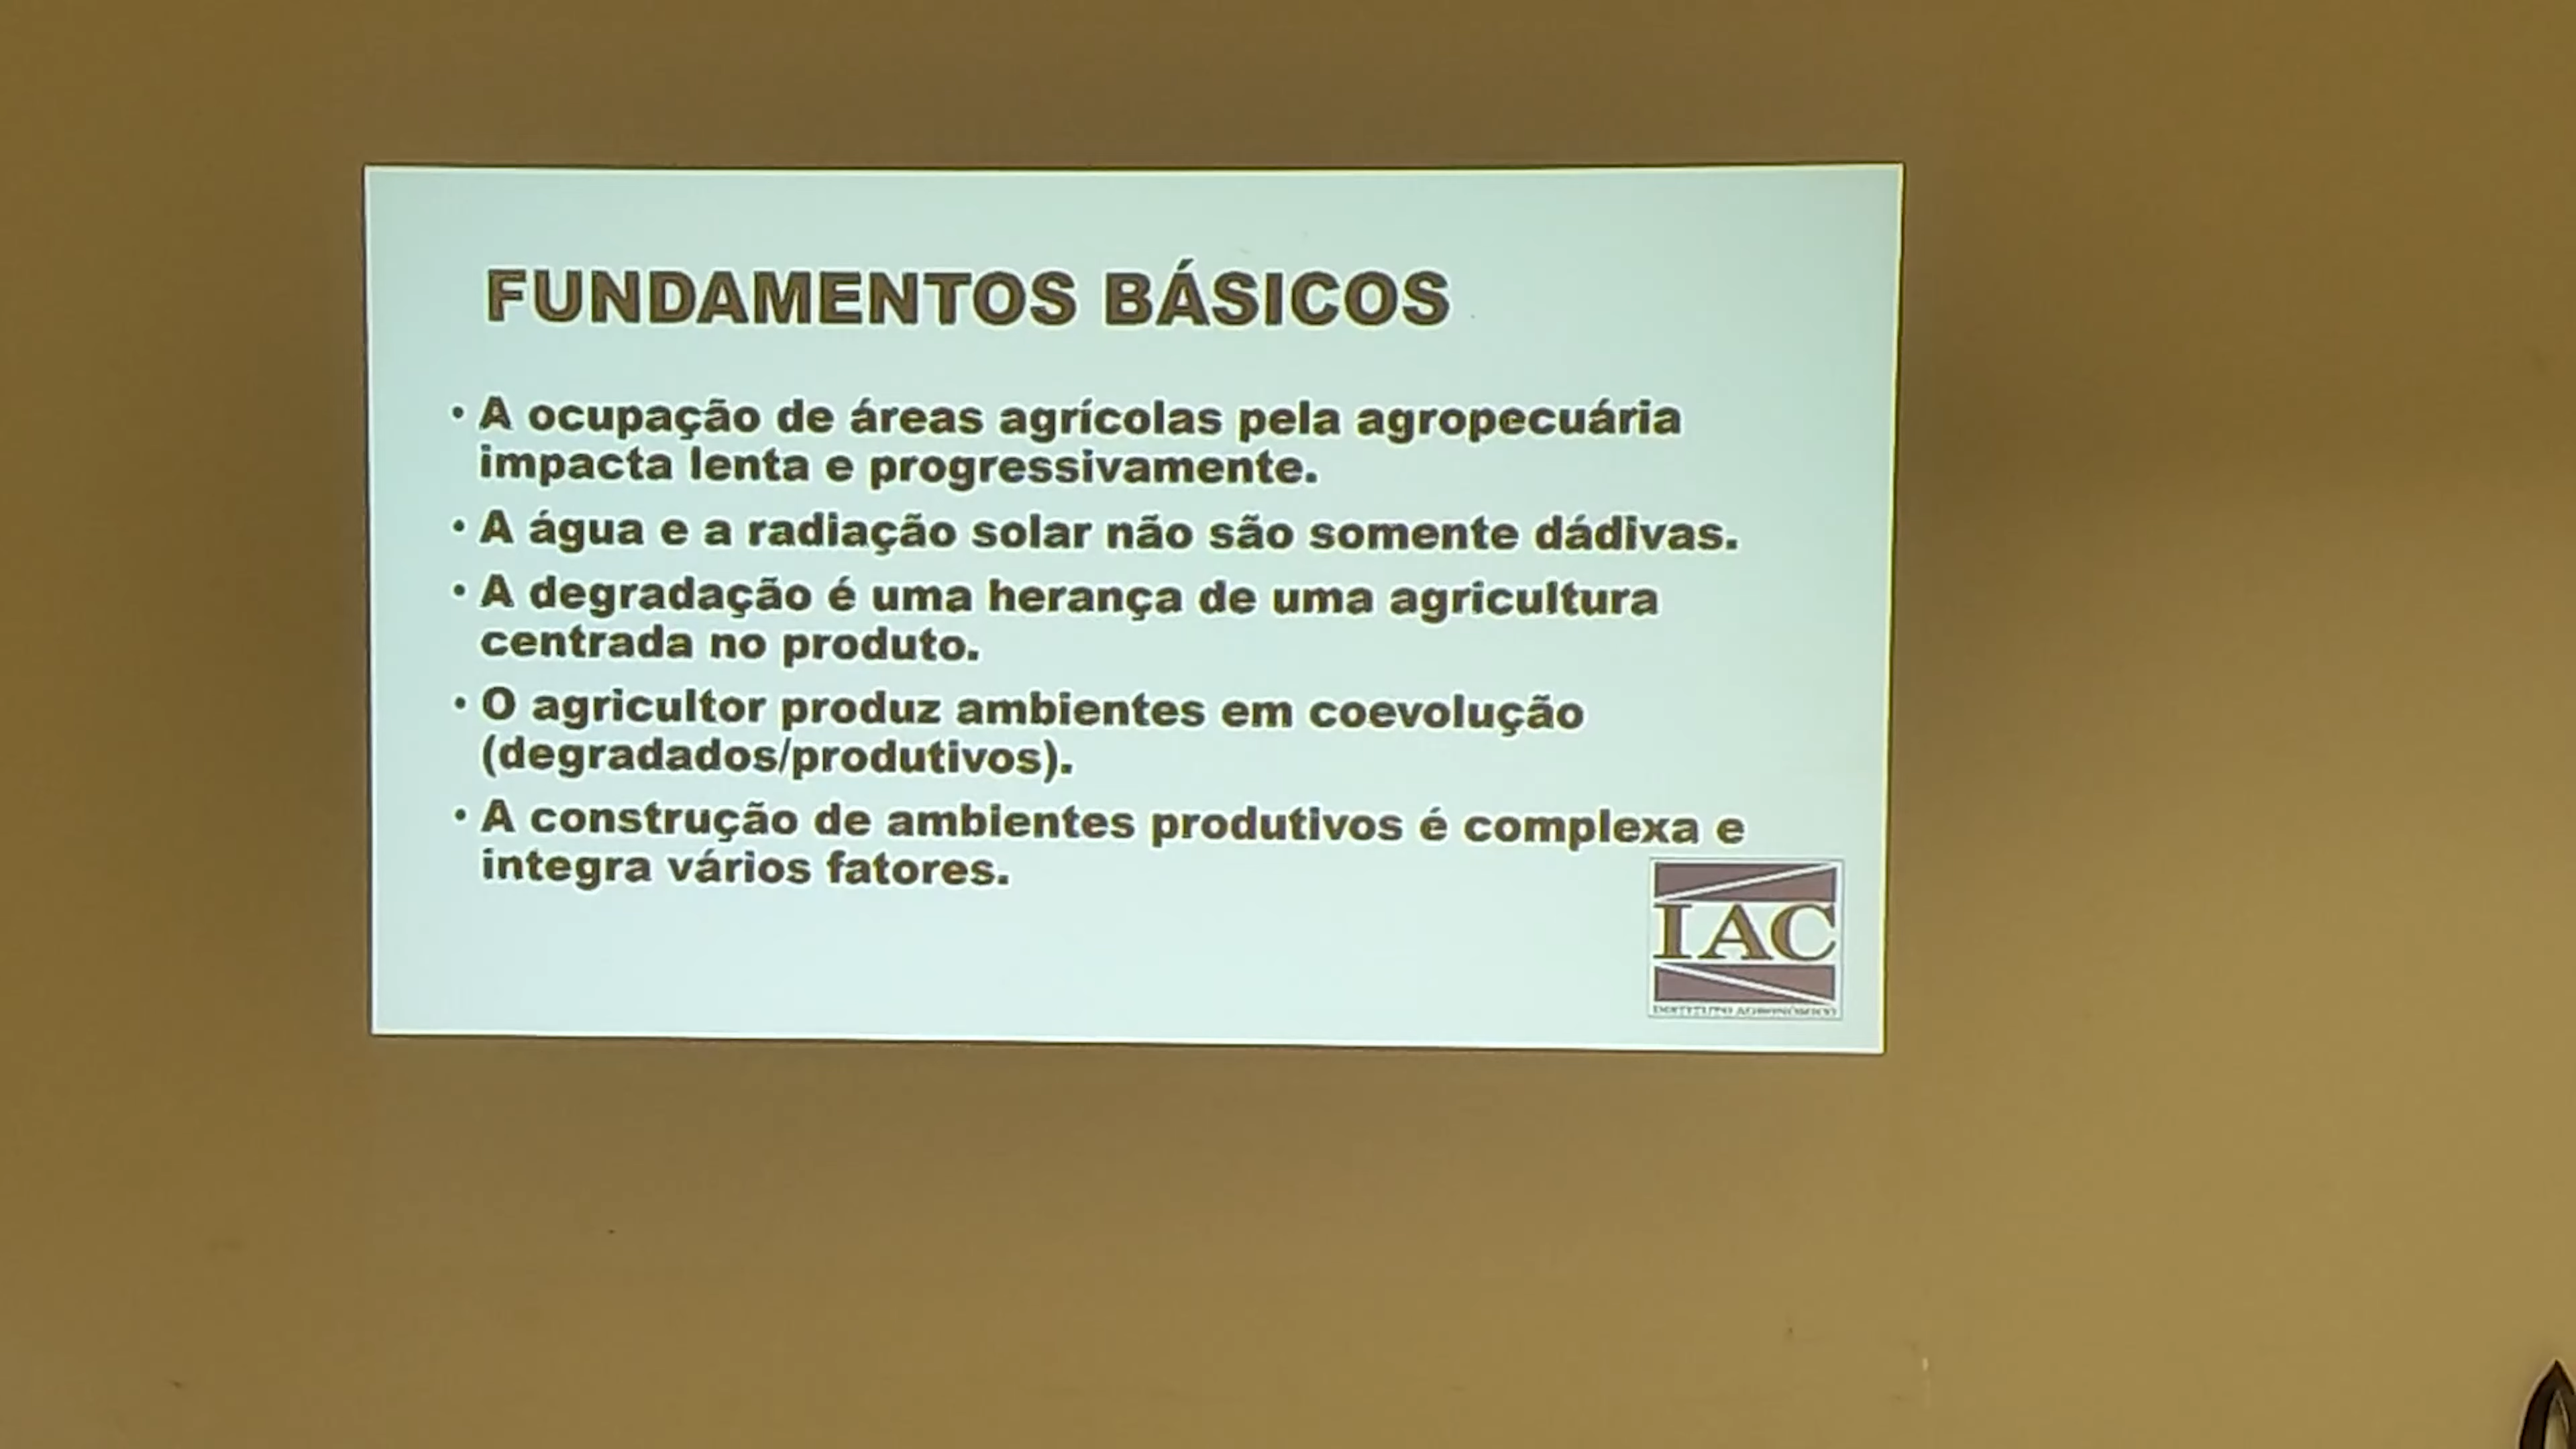 FUNDAMENTOS BÁSICOS
• A ocupação de áreas agrícolas pela agropecuária
impacta lenta e progressivamente.
• A água e a radiação solar não são somente dádivas.
• A degradação é uma herança de uma agricultura
centrada no produto.
• O agricultor produz ambientes em coevolução
(degradados/produtivos).
• A construção de ambientes produtivos é complexa e
integra vários fatores.
IAC
INSTITUTO AGRONÔMICO